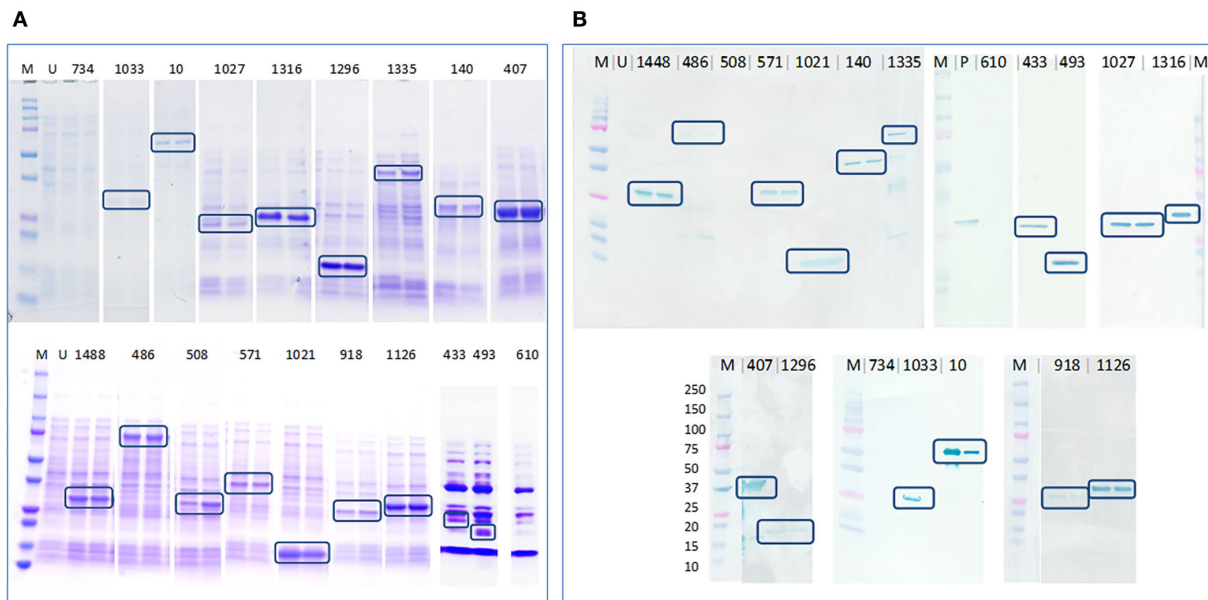 A
B
M U 734 1033 10 1027 1316 1296 1335 140 407
M U 1488 486 508 571 1021 918 1126 433 493 610
M |U |1448 |486 | 508 | 571 | 1021 | 140 |1335
M | P |610 |433 |493 1027 | 1316 |M
M |407 |1296
M |734 |1033 | 10 |
M | 918 | 1126
250
150
100
75
50
37
25
20
15
10